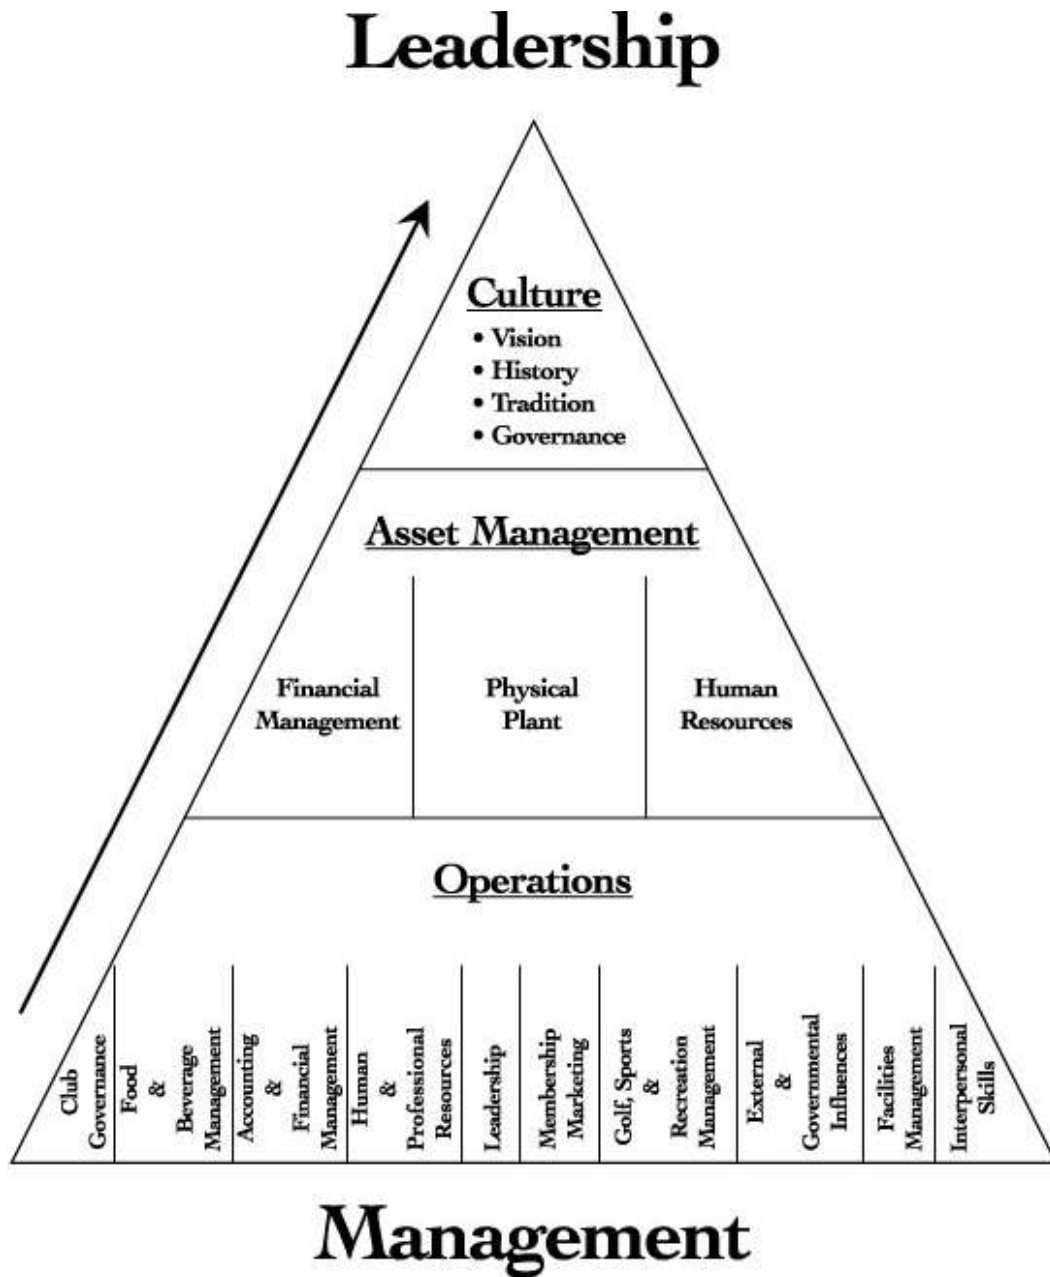 Leadership
Culture
• Vision
• History
• Tradition
• Governance
Asset Management
Financial
Management
Physical
Plant
Human
Resources
Operations
Club
Governance
Food
&
Beverage
Management
Accounting
&
Financial
Management
Human
&
Professional
Resources
Leadership
Membership
Marketing
Golf, Sports
&
Recreation
Management
External
&
Governmental
Influences
Facilities
Management
Interpersonal
Skills
Management